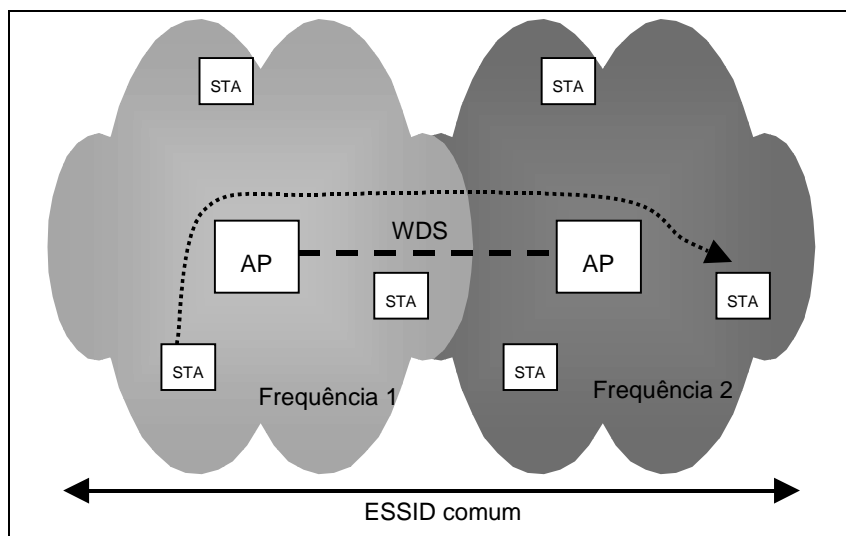 STA
STA
WDS
AP
AP
STA
STA
STA
STA
Frequência 1
Frequência 2
ESSID comum